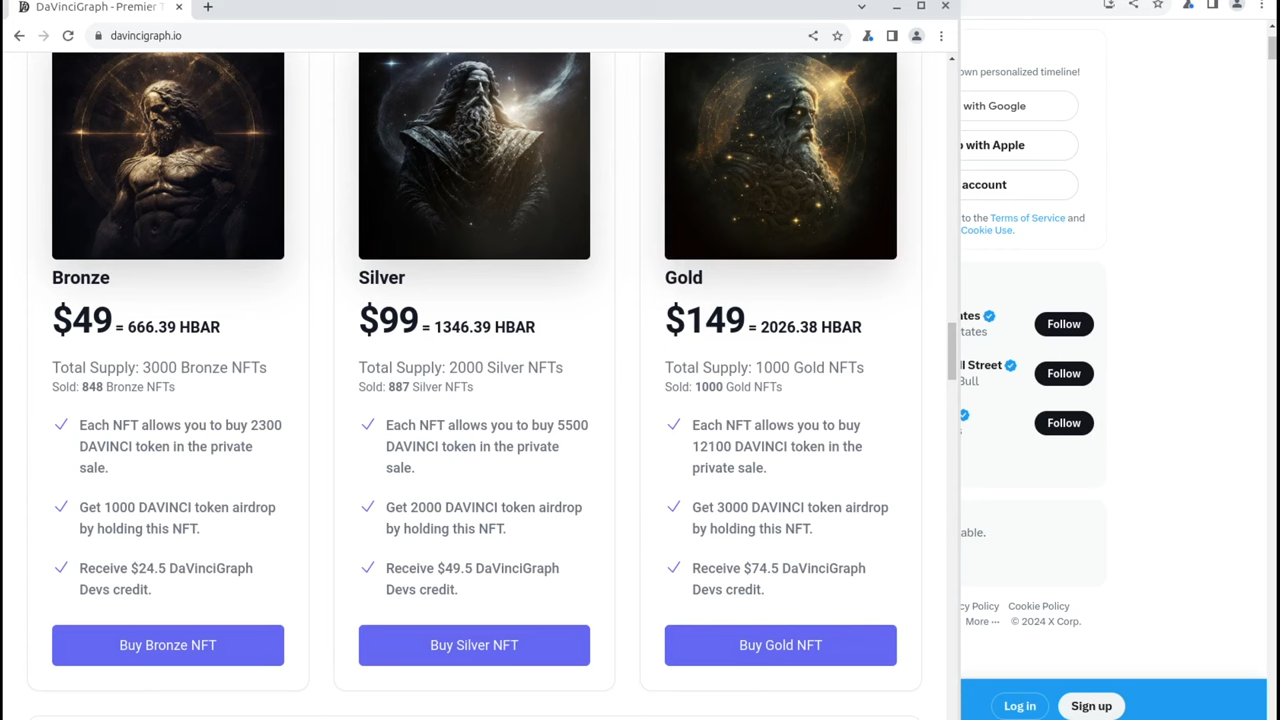 DaVinciGraph - Premier T
davincigraph.io
Bronze
$49 = 666.39 HBAR
Total Supply: 3000 Bronze NFTs
Sold: 848 Bronze NFTs
Each NFT allows you to buy 2300
DAVINCI token in the private
sale.
Get 1000 DAVINCI token airdrop
by holding this NFT.
Receive $24.5 DaVinciGraph
Devs credit.
Buy Bronze NFT
Silver
$99 = 1346.39 HBAR
Total Supply: 2000 Silver NFTs
Sold: 887 Silver NFTs
Each NFT allows you to buy 5500
DAVINCI token in the private
sale.
Get 2000 DAVINCI token airdrop
by holding this NFT.
Receive $49.5 DaVinciGraph
Devs credit.
Buy Silver NFT
Gold
$149 = 2026.38 HBAR
Total Supply: 1000 Gold NFTs
Sold: 1000 Gold NFTs
Each NFT allows you to buy
12100 DAVINCI token in the
private sale.
Get 3000 DAVINCI token airdrop
by holding this NFT.
Receive $74.5 DaVinciGraph
Devs credit.
Buy Gold NFT
own personalized timeline!
with Google
with Apple
account
to the Terms of Service and
Cookie Use.
ates
Follow
tates
ll Street
Follow
Bull
Follow
able.
cy Policy Cookie Policy
More ··· © 2024 X Corp.
Log in
Sign up